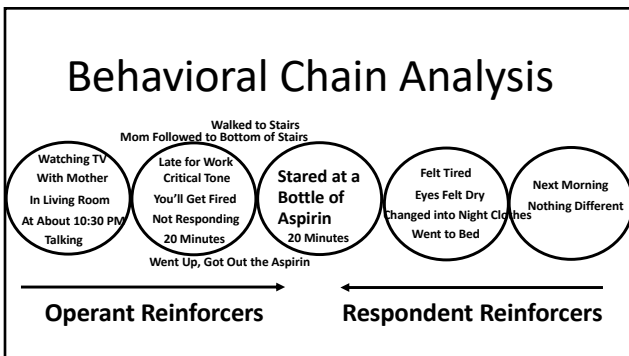 Behavioral Chain Analysis
Walked to Stairs
Mom Followed to Bottom of Stairs
Watching TV
With Mother
In Living Room
At About 10:30 PM
Talking
Late for Work
Critical Tone
You'll Get Fired
Not Responding
20 Minutes
Went Up, Got Out the Aspirin
Stared at a
Bottle of
Aspirin
20 Minutes
Felt Tired
Eyes Felt Dry
Changed into Night Clothes
Went to Bed
Next Morning
Nothing Different
Operant Reinforcers
Respondent Reinforcers